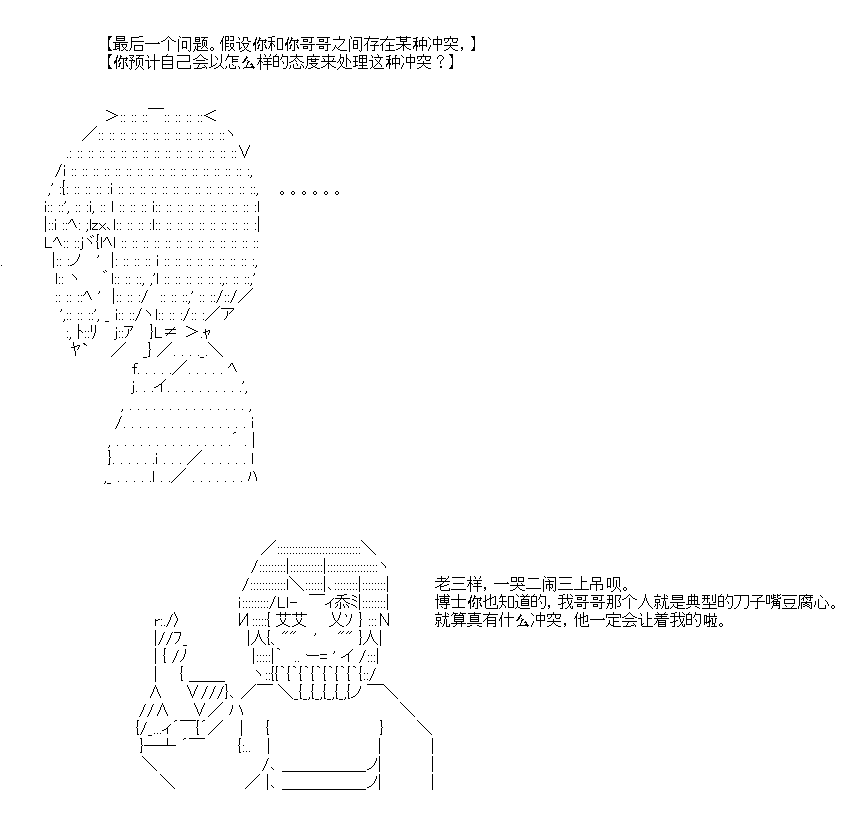 【最后一个问题。假设你和你哥哥之间存在某种冲突，】
【你预计自己会以怎么样的态度来处理这种冲突？】
。。。。。。
老三样，一哭二闹三上吊呗。
博士你也知道的，我哥哥那个人就是典型的刀子嘴豆腐心。
就算真有什么冲突，他一定会让着我的啦。